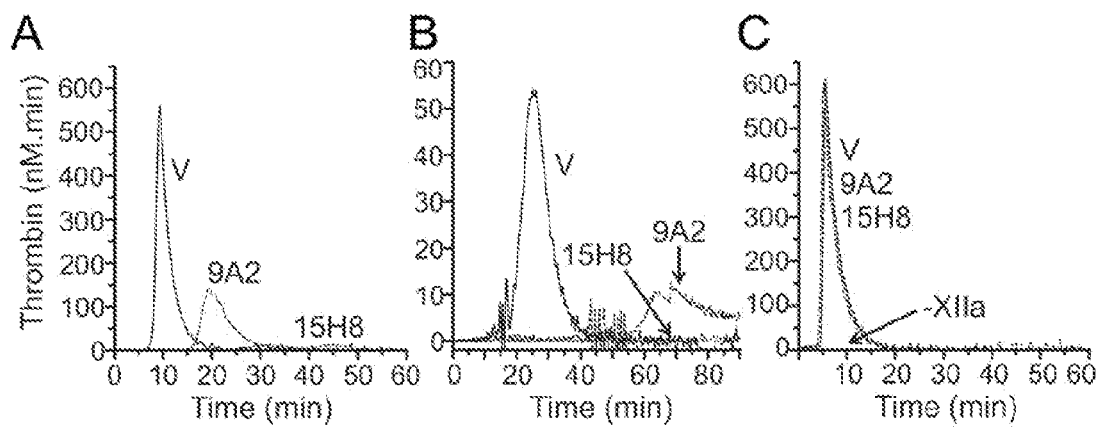 A
B
C
Thrombin (nM.min)
600
500
400
300
200
100
0
V
9A2
15H8
0 10 20 30 40 50 60
Time (min)
60
50
40
30
20
10
0
V
15H8
9A2
0 20 40 60 80
Time (min)
600
500
400
300
200
100
0
V
9A2
15H8
-XIIa
10 20 30 40 50 60
Time (min)